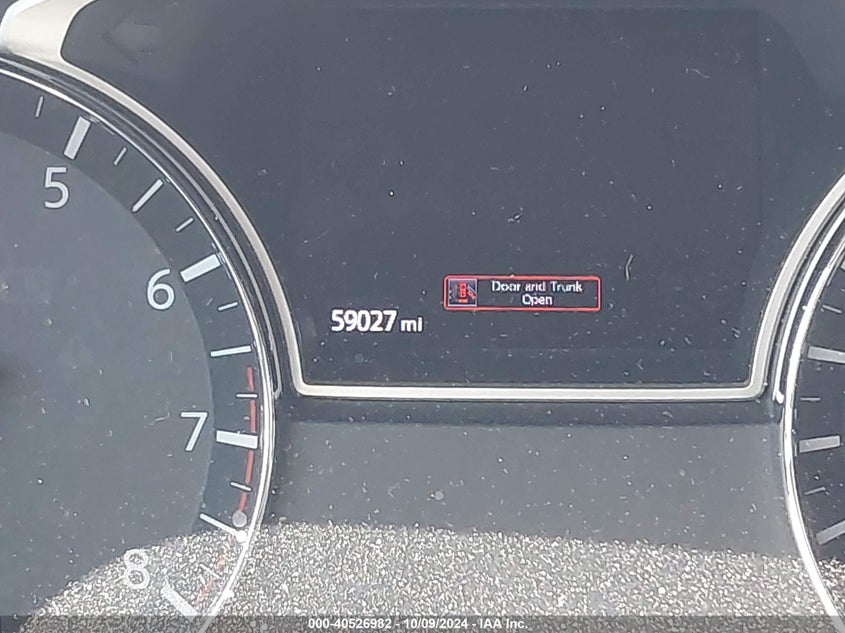 5
6
7
8
59027 mi
Door and Trunk
Open
000-40526982 - 10/09/2024 - IAA Inc.